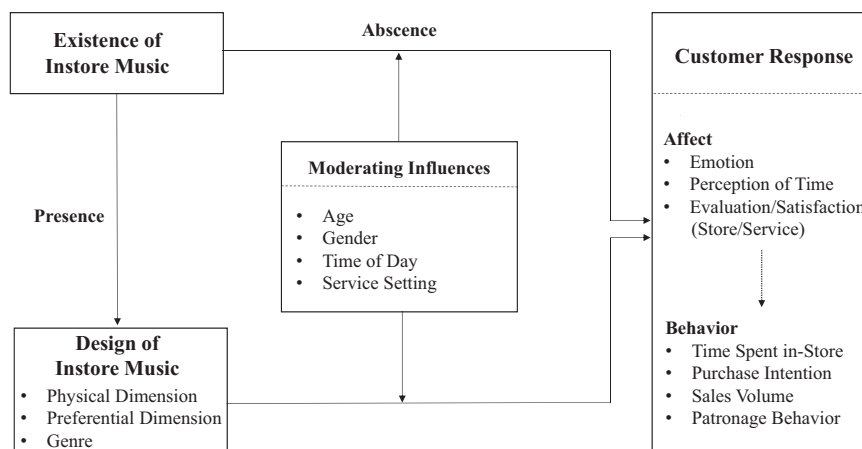 Existence of
Instore Music
Abscence
Customer Response
Affect
• Emotion
• Perception of Time
• Evaluation/Satisfaction
(Store/Service)
Moderating Influences
• Age
• Gender
• Time of Day
• Service Setting
Presence
Design of
Instore Music
• Physical Dimension
• Preferential Dimension
• Genre
Behavior
• Time Spent in-Store
• Purchase Intention
• Sales Volume
• Patronage Behavior